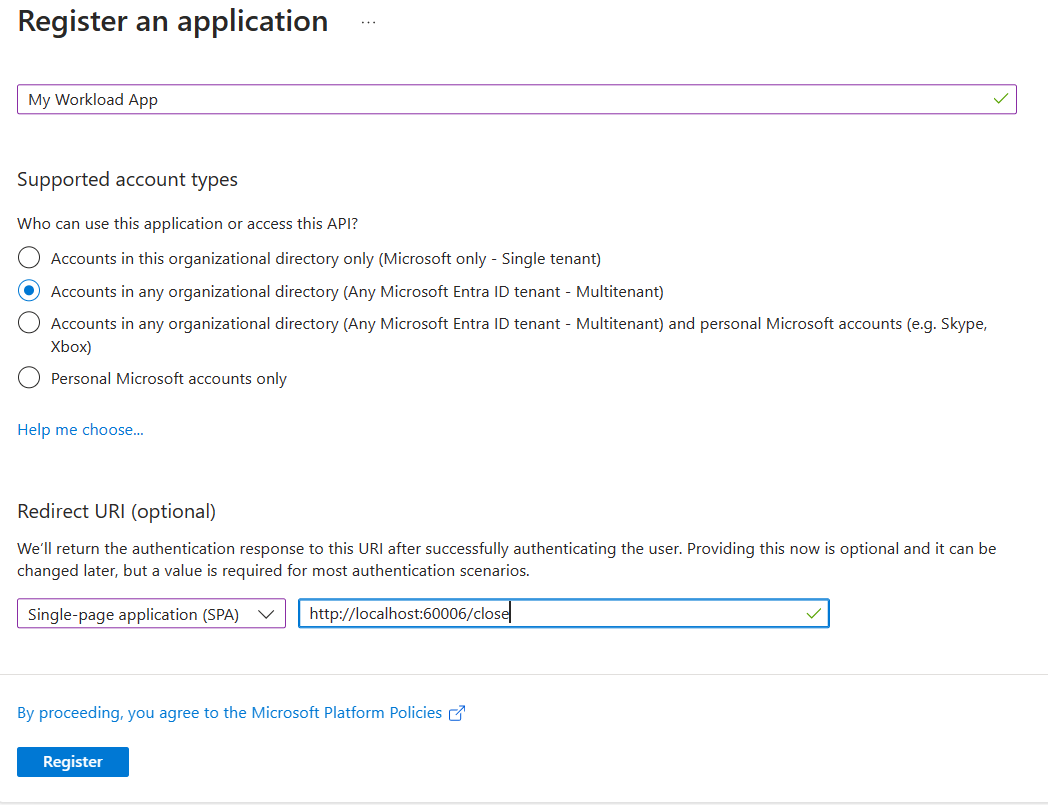 Register an application ...
My Workload App
Supported account types
Who can use this application or access this API?
Accounts in this organizational directory only (Microsoft only - Single tenant)
Accounts in any organizational directory (Any Microsoft Entra ID tenant - Multitenant)
Accounts in any organizational directory (Any Microsoft Entra ID tenant - Multitenant) and personal Microsoft accounts (e.g. Skype,
Xbox)
Personal Microsoft accounts only
Help me choose...
Redirect URI (optional)
We'll return the authentication response to this URI after successfully authenticating the user. Providing this now is optional and it can be
changed later, but a value is required for most authentication scenarios.
Single-page application (SPA) http://localhost:60006/close
By proceeding, you agree to the Microsoft Platform Policies
Register